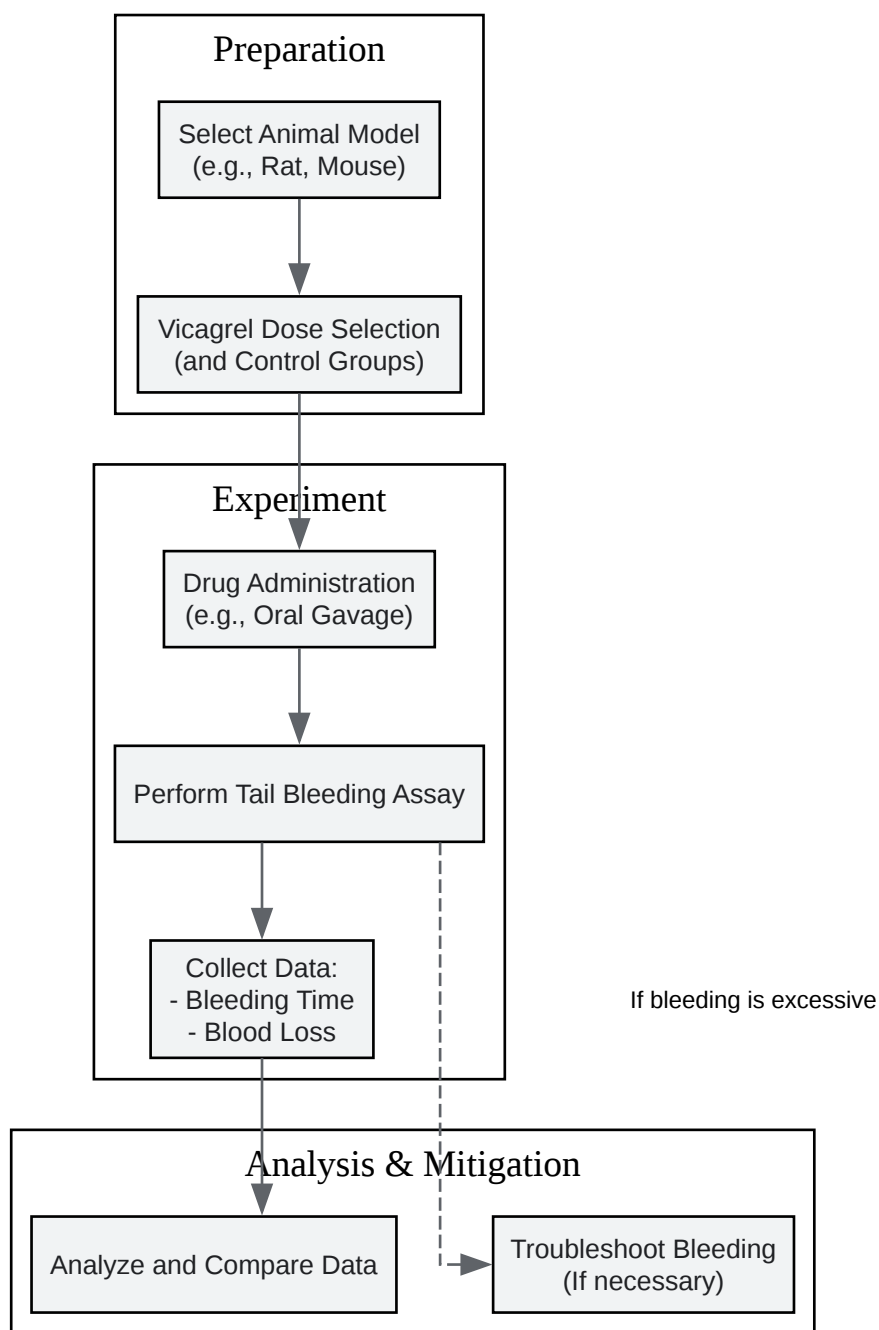 Preparation
Select Animal Model
(e.g., Rat, Mouse)
Vicagrel Dose Selection
(and Control Groups)
Experiment
Drug Administration
(e.g., Oral Gavage)
Perform Tail Bleeding Assay
Collect Data:
- Bleeding Time
- Blood Loss
If bleeding is excessive
Analysis & Mitigation
Analyze and Compare Data
Troubleshoot Bleeding
(If necessary)